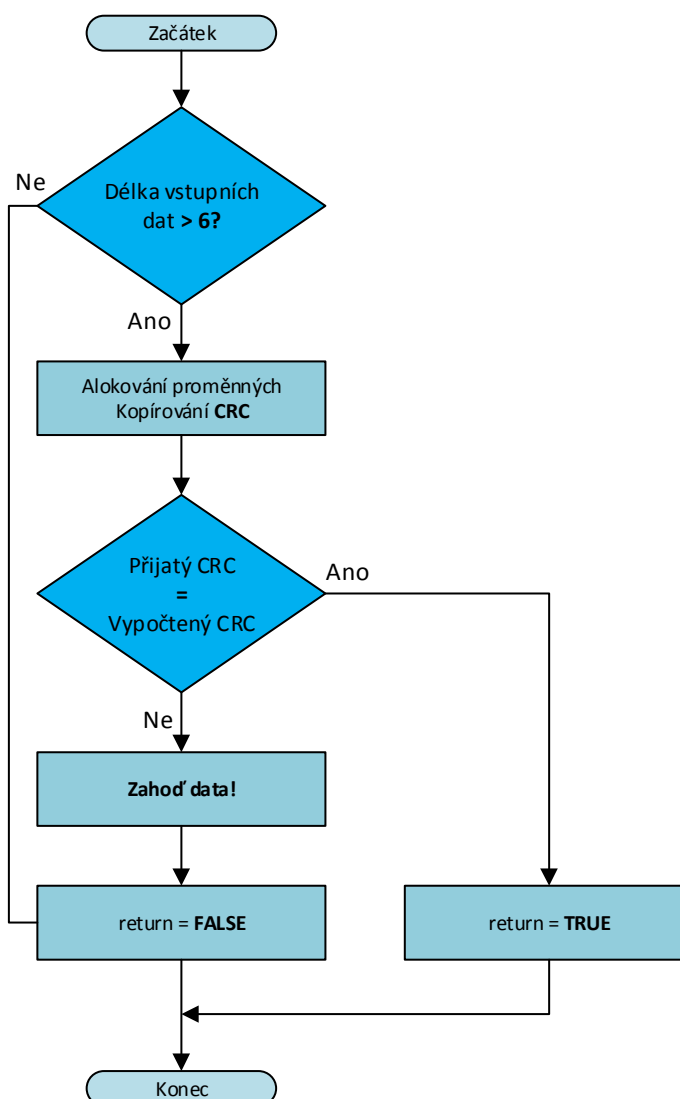 Začátek
Ne
Délka vstupních
dat > 6?
Ano
Alokování proměnných
Kopírování CRC
Přijatý CRC
=
Vypočtený CRC
Ano
Ne
Zahoď data!
return = FALSE
return = TRUE
Konec